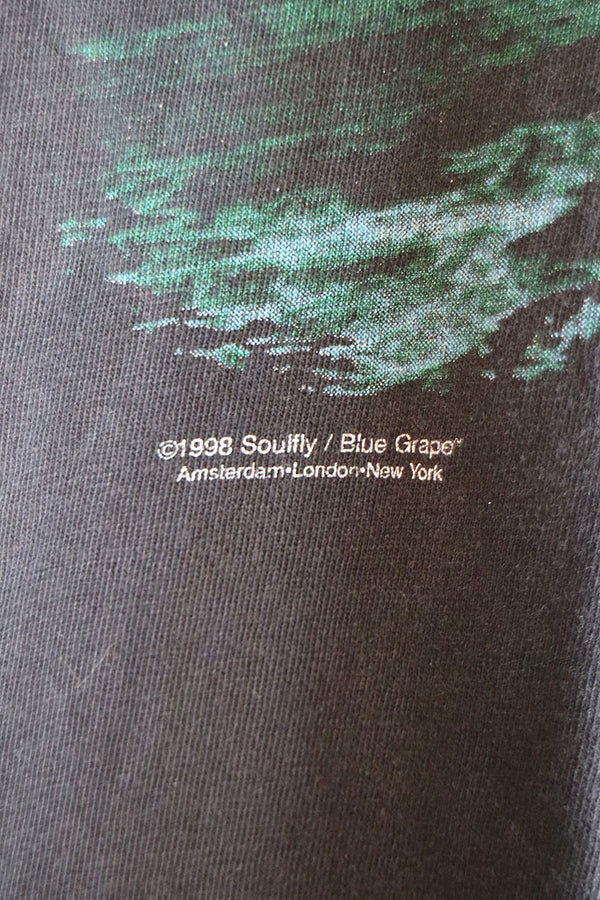 ©1998 Soulfly / Blue Grape™
Amsterdam•London•New York